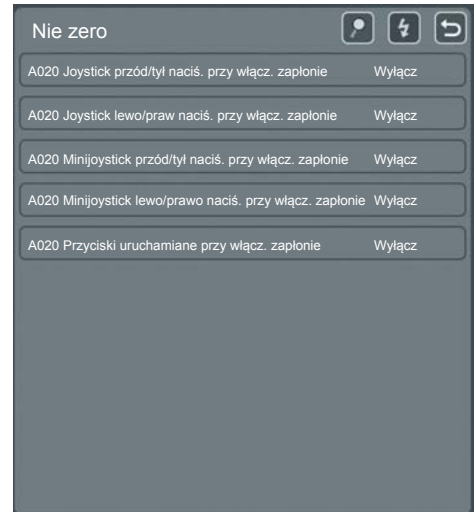 Nie zero
A020 Joystick przód/tył naciś. przy włącz. zapłonie Wyłącz
A020 Joystick lewo/praw naciś. przy włącz. zapłonie Wyłącz
A020 Minijoystick przód/tył naciś. przy włącz. zapłonie Wyłącz
A020 Minijoystick lewo/prawo naciś. przy włącz. zapłonie Wyłącz
A020 Przyciski uruchamiane przy włącz. zapłonie Wyłącz